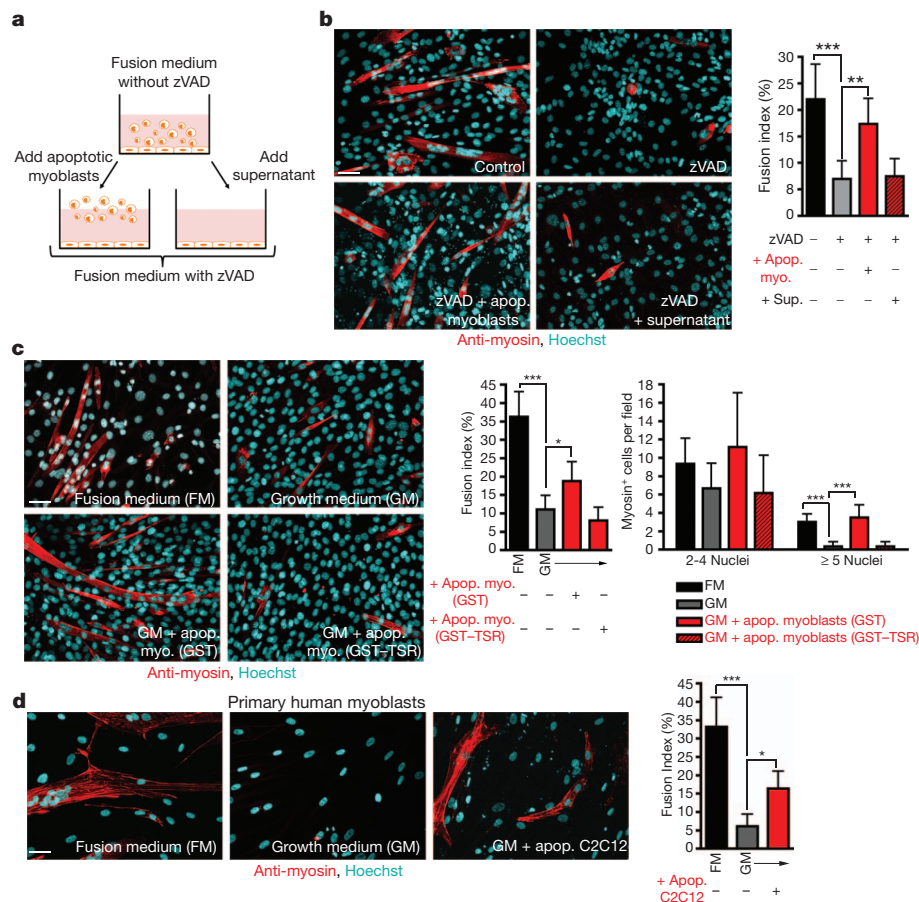 a
Fusion medium
without zVAD
Add apoptotic
myoblasts
Add
supernatant
Fusion medium with zVAD
b
Control
zVAD
zVAD + apop.
myoblasts
zVAD
+ supernatant
Anti-myosin, Hoechst
Fusion index (%)
30
25
20
10
8
0
***
**
zVAD – + + +
+ Apop.
myo. – – + –
+ Sup. – – – +
c
Fusion medium (FM)
Growth medium (GM)
GM + apop.
myo. (GST)
GM + apop.
myo. (GST–TSR)
Anti-myosin, Hoechst
Fusion index (%)
45
40
35
30
25
20
15
10
5
0
***
*
FM
GM
+ Apop. myo.
(GST) – – +
+ Apop. myo.
(GST–TSR) – – +
Myosin+ cells per field
18
16
14
12
10
8
6
4
2
0
*** ***
2-4 Nuclei
≥ 5 Nuclei
FM
GM
GM + apop. myoblasts (GST)
GM + apop. myoblasts (GST–TSR)
d
Primary human myoblasts
Fusion medium (FM)
Growth medium (GM)
GM + apop. C2C12
Anti-myosin, Hoechst
Fusion Index (%)
45
40
35
30
25
20
15
10
5
0
***
*
FM
GM
+ Apop.
C2C12 – – +